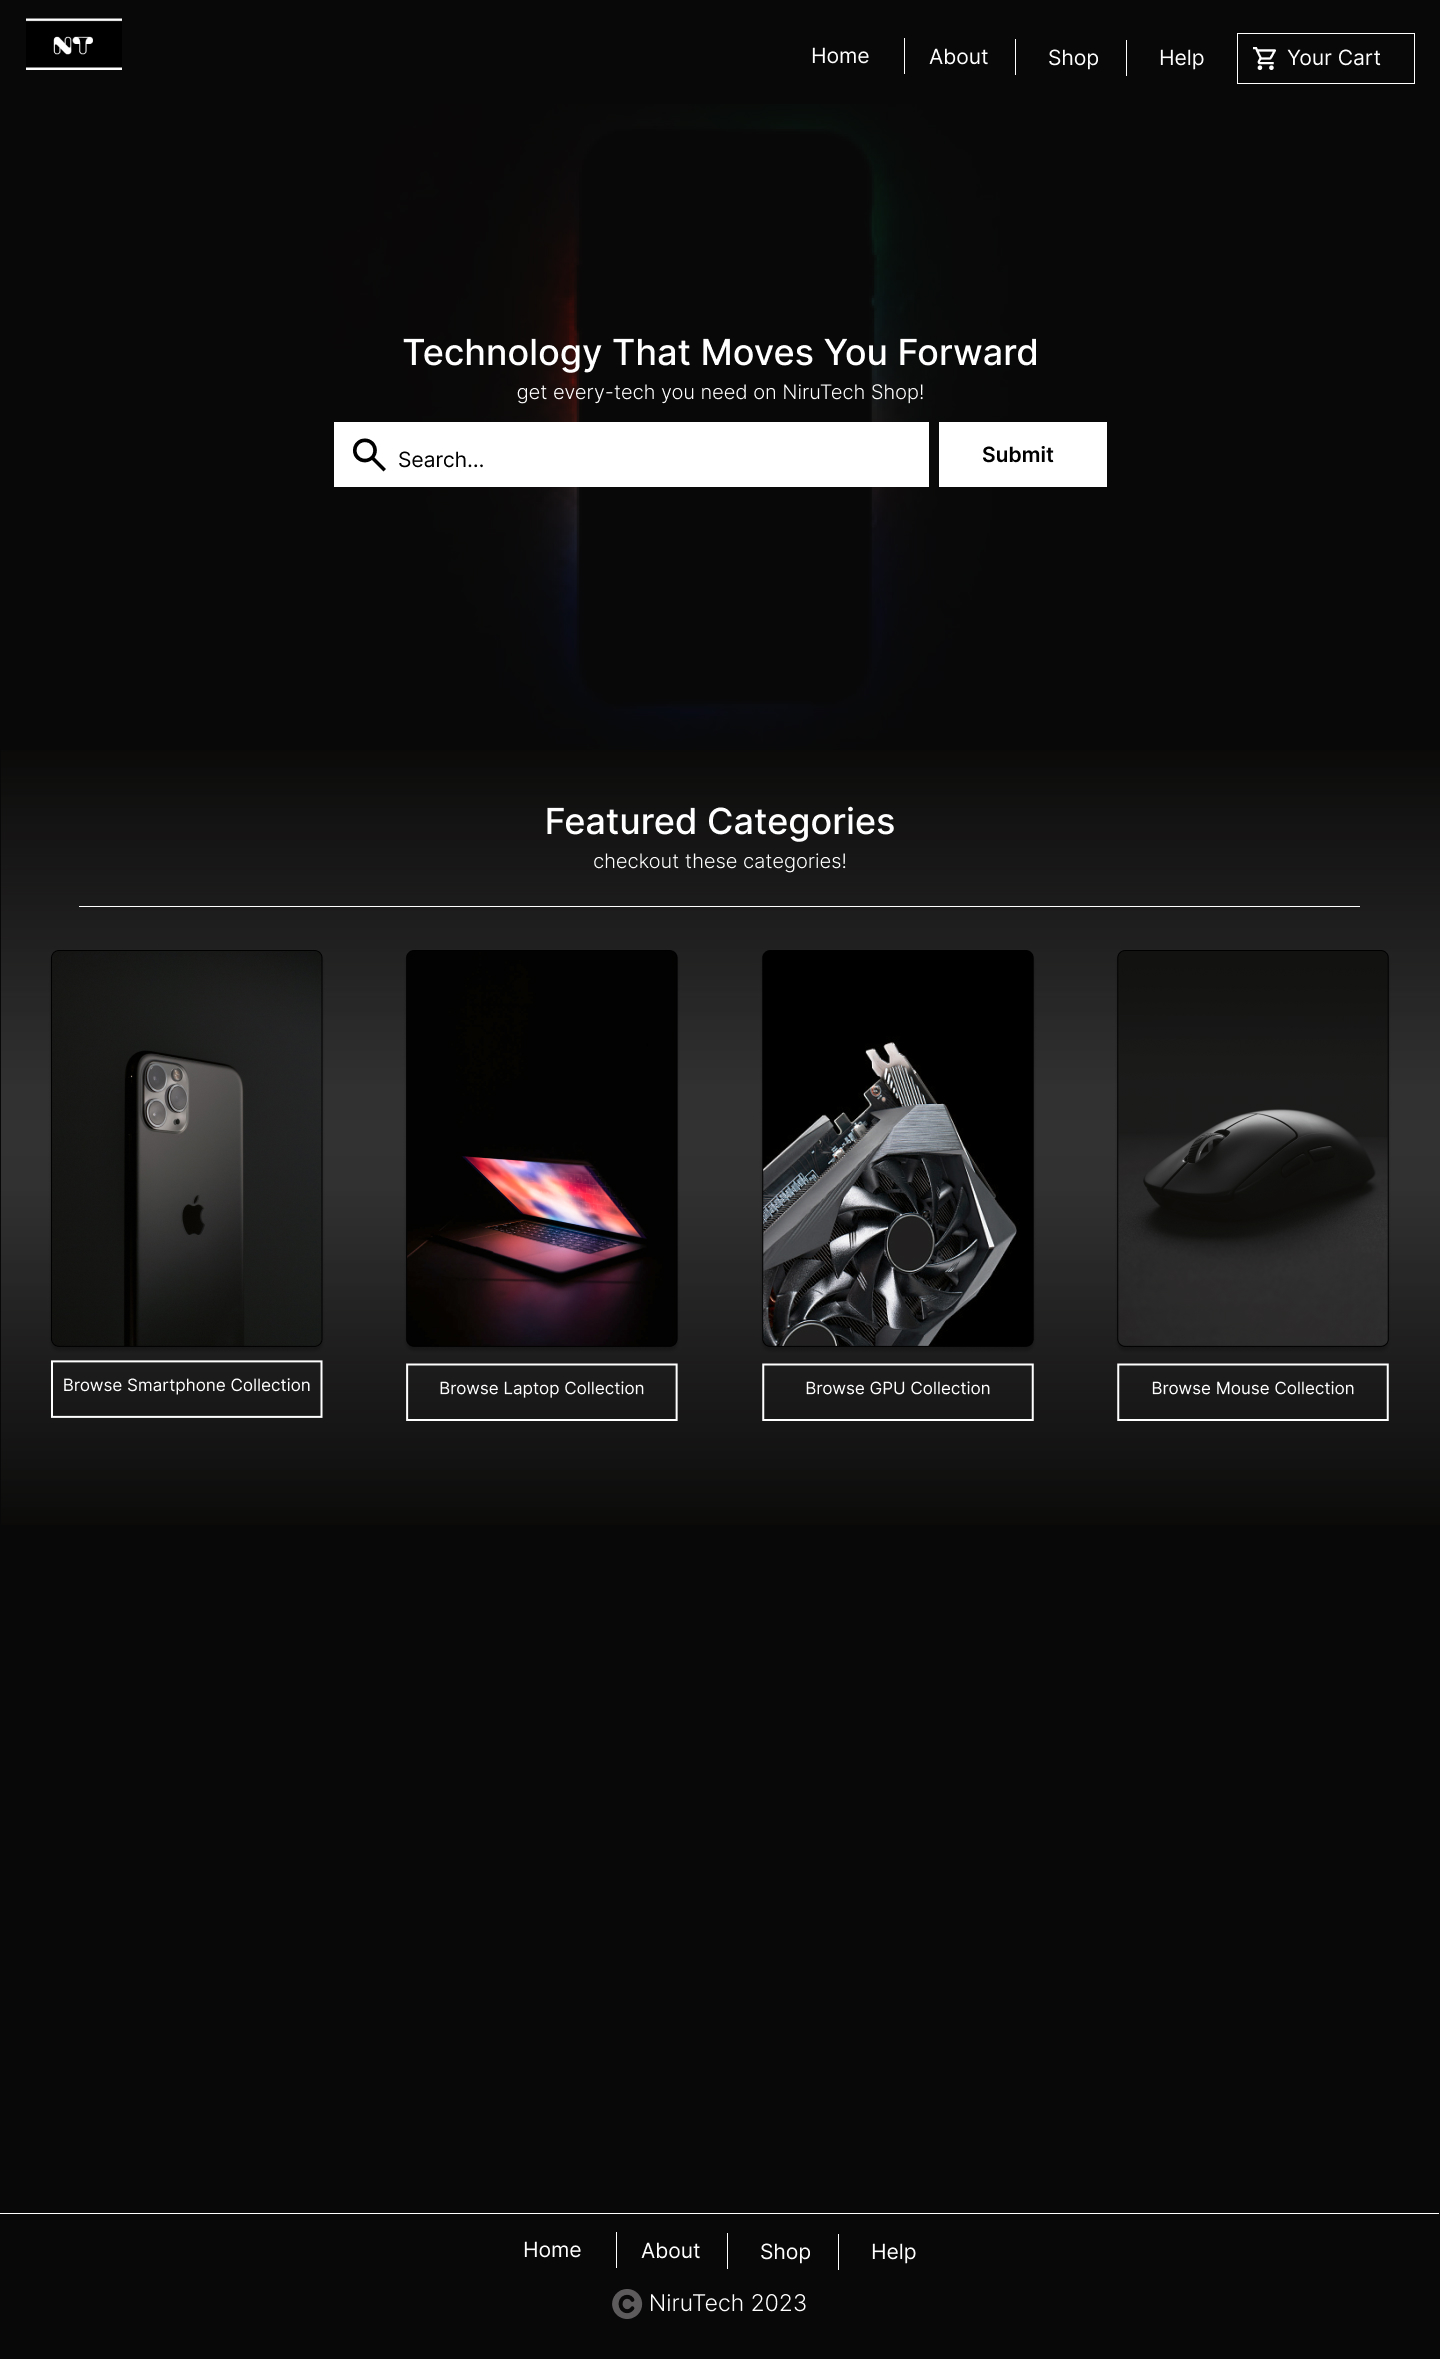 NT
Home
About
Shop
Help
Your Cart
Technology That Moves You Forward
get every-tech you need on NiruTech Shop!
Search...
Submit
Featured Categories
checkout these categories!
Browse Smartphone Collection
Browse Laptop Collection
Browse GPU Collection
Browse Mouse Collection
Home
About
Shop
Help
© NiruTech 2023